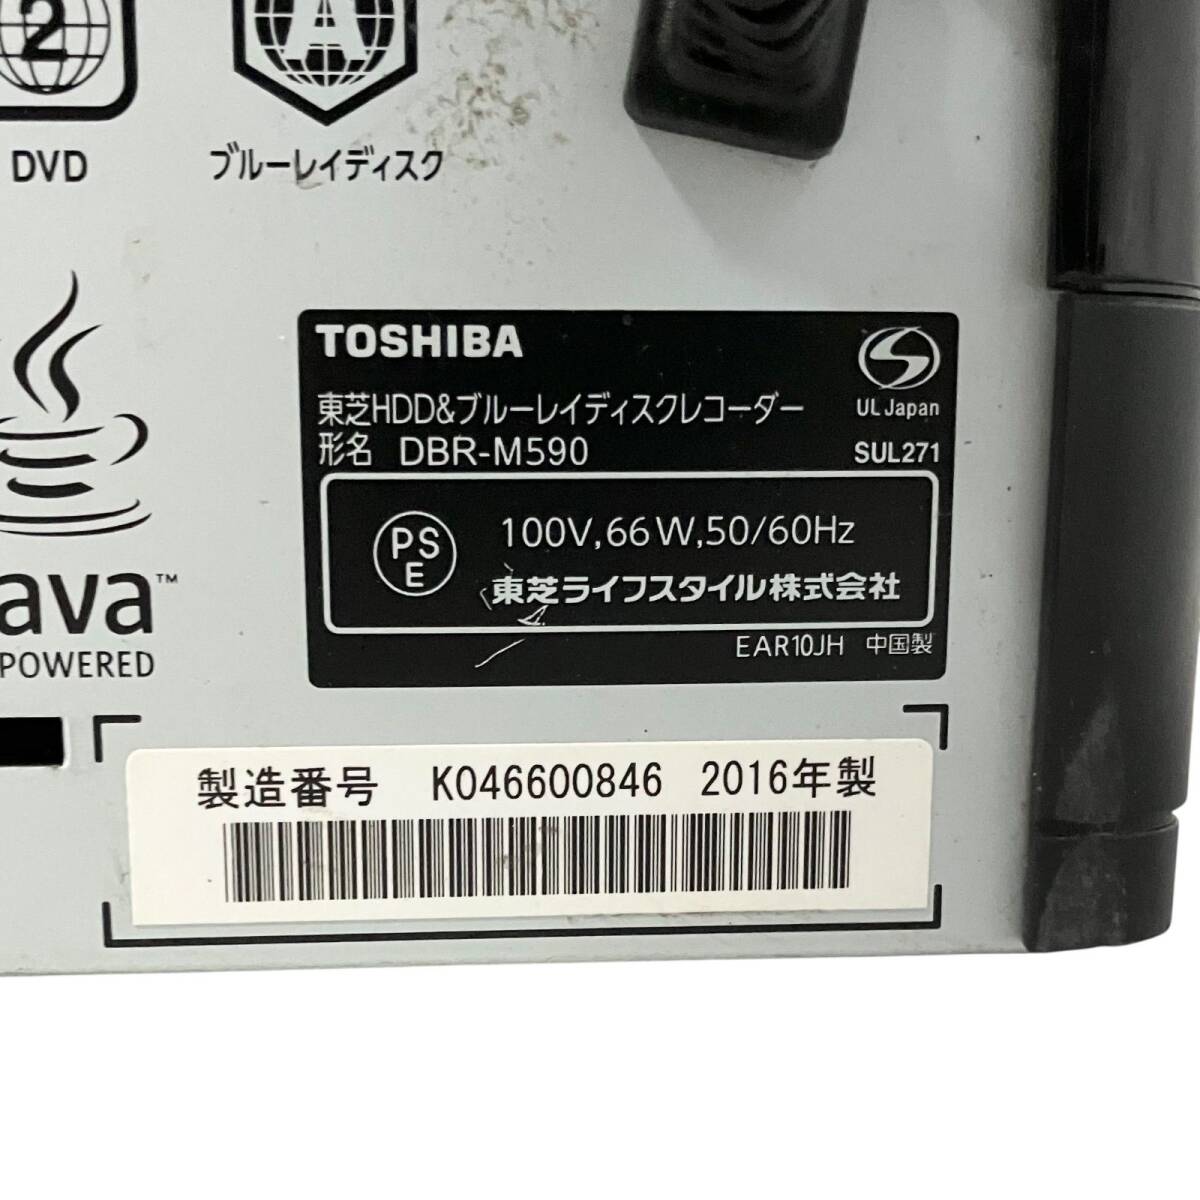 2
A
DVD
ブルーレイディスク
TOSHIBA
東芝HDD&ブルーレイディスクレコーダー
形名 DBR-M590
UL Japan
SUL271
PS
E
100V,66W,50/60Hz
東芝ライフスタイル株式会社
EAR10JH 中国製
ava™
POWERED
製造番号 K046600846 2016年製